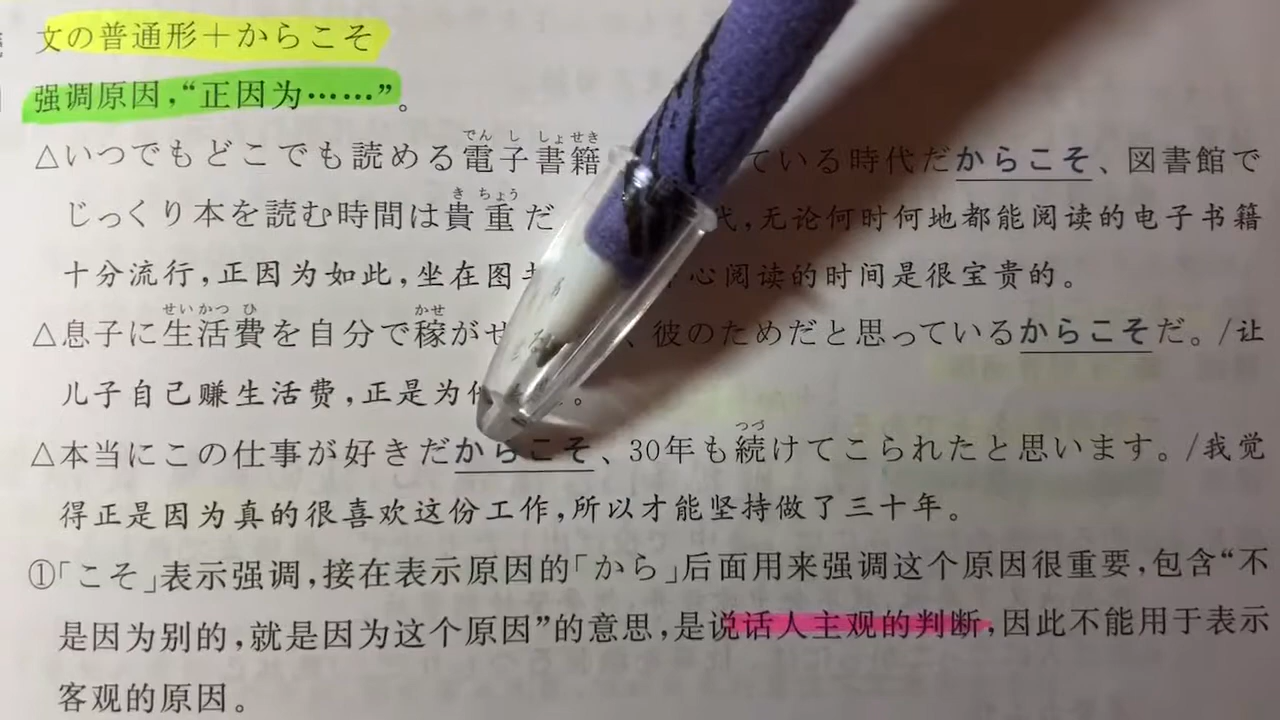 文の普通形＋からこそ
强调原因，“正因为……”。
△いつでもどこでも読める電子書籍 ている時代だからこそ、図書館で
じっくり本を読む時間は貴重だ 代，无论何时何地都能阅读的电子书籍
十分流行，正因为如此，坐在图 心阅读的时间是很宝贵的。
△息子に生活費を自分で稼がせ 、彼のためだと思っているからこそだ。/让
儿子自己赚生活费，正是为 。
△本当にこの仕事が好きだからこそ、30年も続けてこられたと思います。/我觉
得正是因为真的很喜欢这份工作，所以才能坚持做了三十年。
①「こそ」表示强调，接在表示原因的「から」后面用来强调这个原因很重要，包含“不
是因为别的，就是因为这个原因”的意思，是说话人主观的判断，因此不能用于表示
客观的原因。